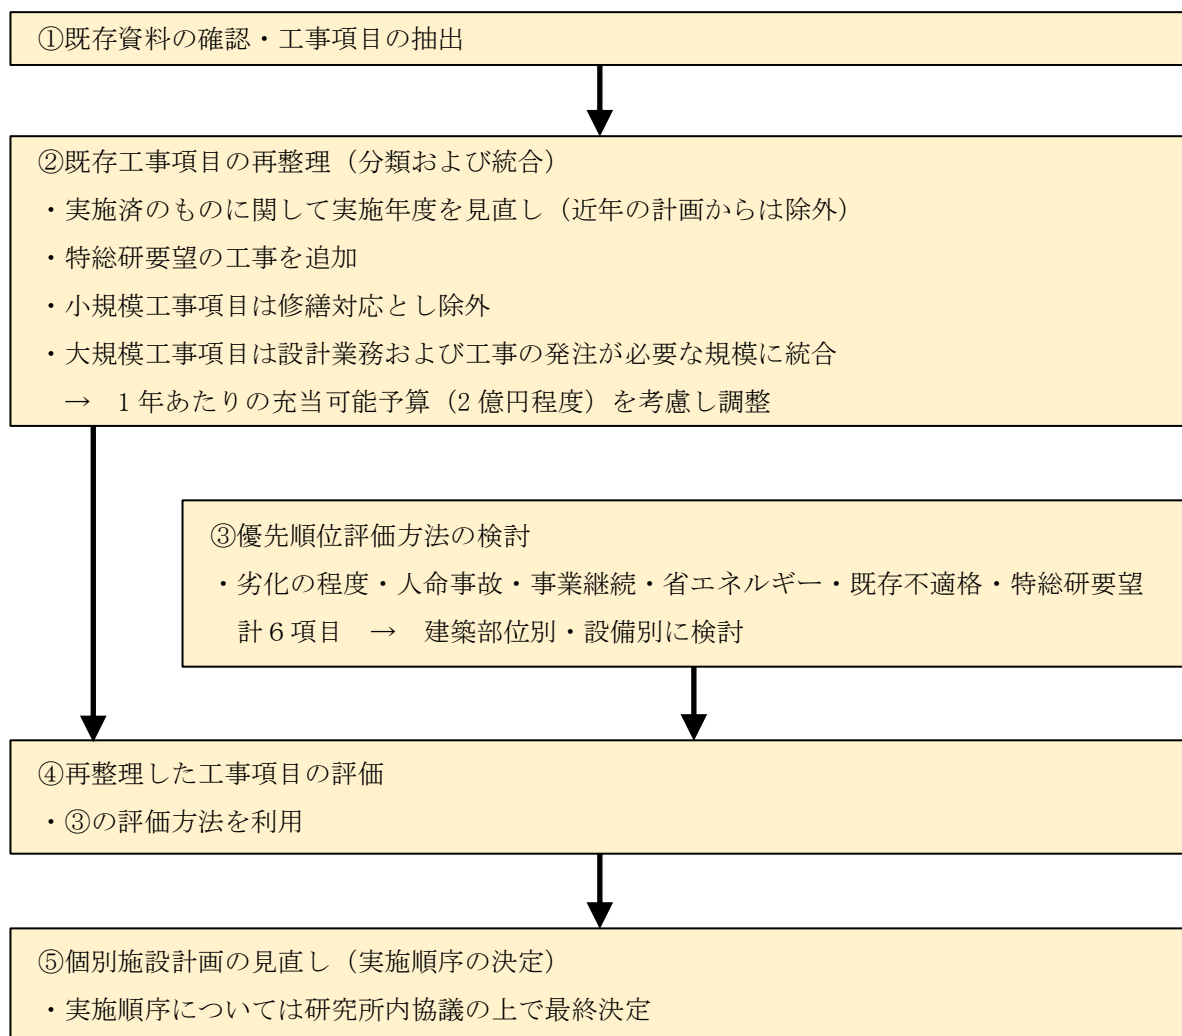 ①既存資料の確認・工事項目の抽出
②既存工事項目の再整理（分類および統合）
・実施済のものに関して実施年度を見直し（近年の計画からは除外）
・特総研要望の工事を追加
・小規模工事項目は修繕対応とし除外
・大規模工事項目は設計業務および工事の発注が必要な規模に統合
→　1 年あたりの充当可能予算（2 億円程度）を考慮し調整
③優先順位評価方法の検討
・劣化の程度・人命事故・事業継続・省エネルギー・既存不適格・特総研要望
計６項目　→　建築部位別・設備別に検討
④再整理した工事項目の評価
・③の評価方法を利用
⑤個別施設計画の見直し（実施順序の決定）
・実施順序については研究所内協議の上で最終決定